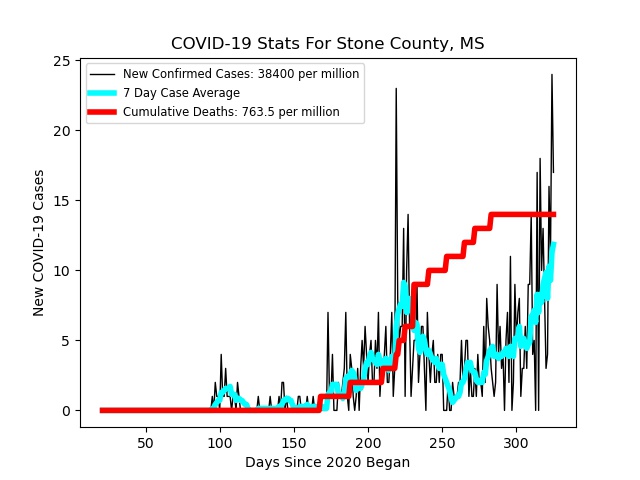 COVID-19 Stats For Stone County, MS
New Confirmed Cases: 38400 per million
7 Day Case Average
Cumulative Deaths: 763.5 per million
25
20
15
10
5
0
New COVID-19 Cases
50 100 150 200 250 300
Days Since 2020 Began